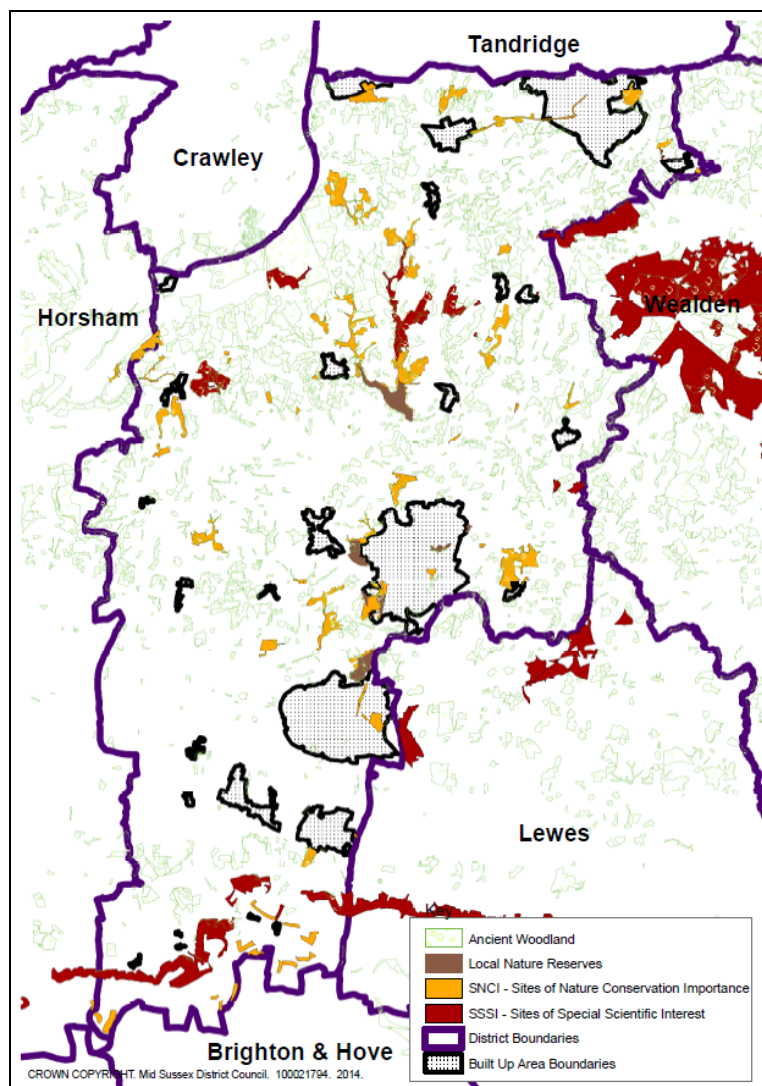 Tandridge
Crawley
Horsham
Wealden
Lewes
Key
Ancient Woodland
Local Nature Reserves
SNCI - Sites of Nature Conservation Importance
SSSI - Sites of Special Scientific Interest
District Boundaries
Built Up Area Boundaries
Brighton & Hove
CROWN COPYRIGHT. Mid Sussex District Council. 100021794. 2014.